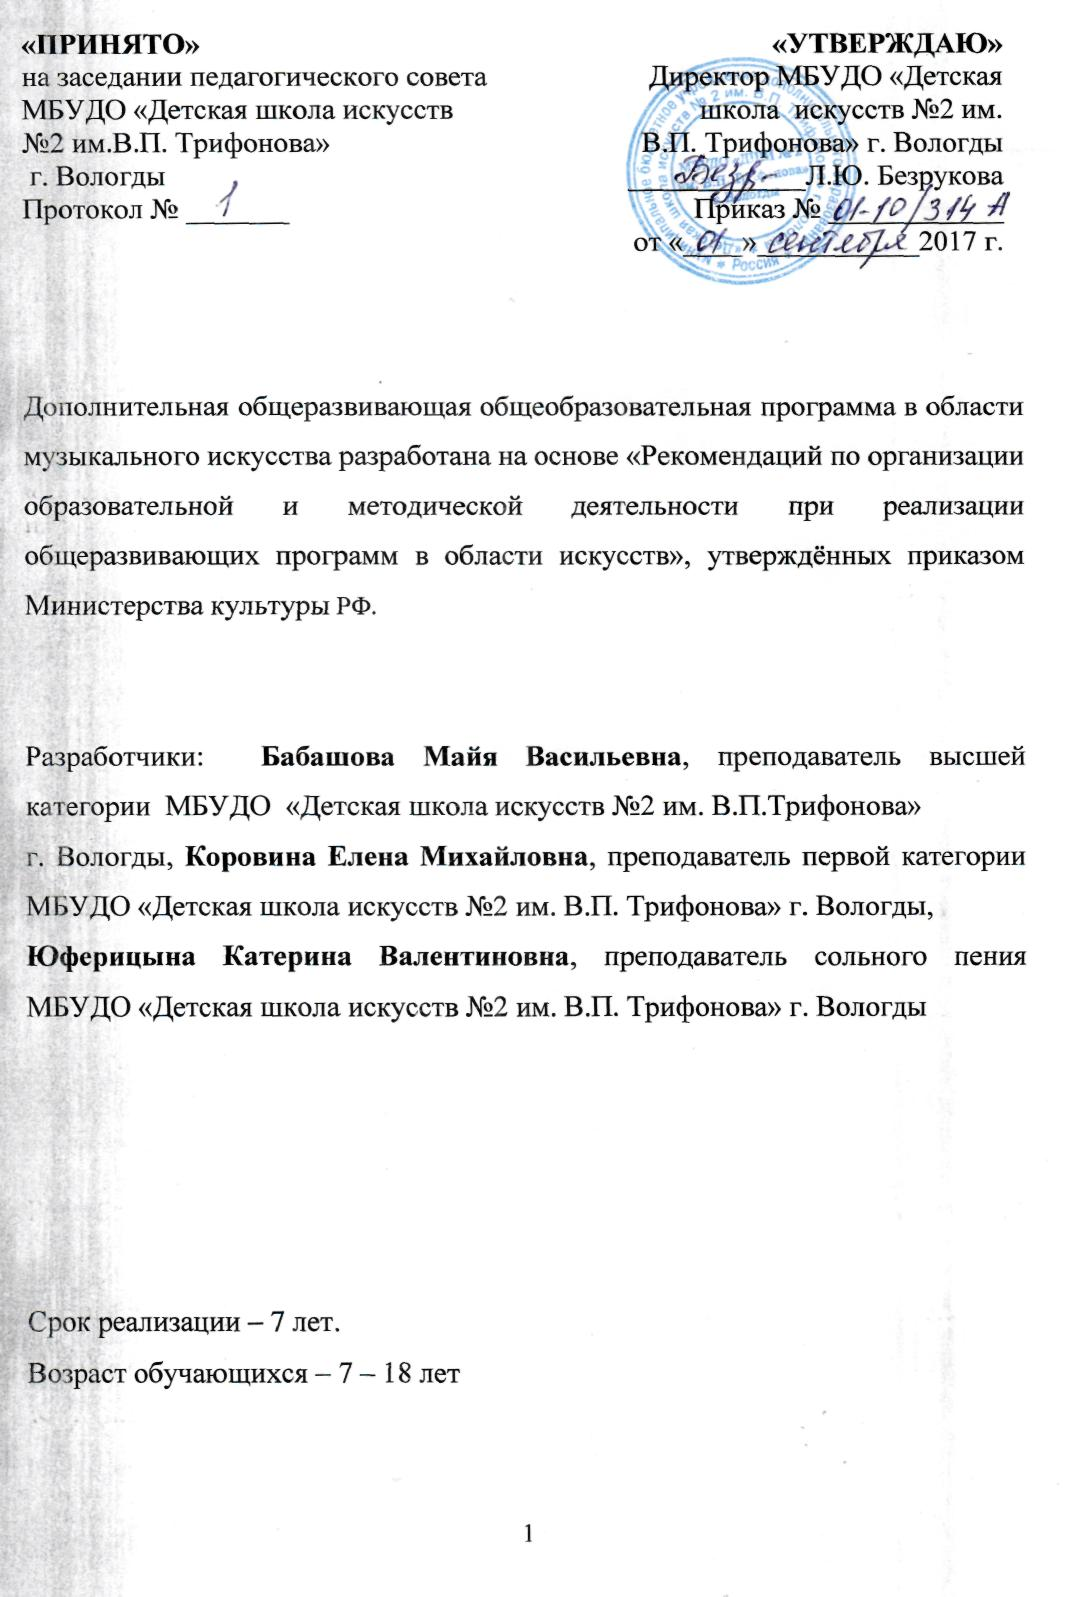 «ПРИНЯТО»
на заседании педагогического совета
МБУДО «Детская школа искусств
№2 им.В.П. Трифонова»
г. Вологды
Протокол № 1
«УТВЕРЖДАЮ»
Директор МБУДО «Детская
школа искусств №2 им.
В.П. Трифонова» г. Вологды
Л.Ю. Безрукова
Приказ № 01-10/314 А
от « 01 » сентября 2017 г.
Дополнительная общеразвивающая общеобразовательная программа в области
музыкального искусства разработана на основе «Рекомендаций по организации
образовательной и методической деятельности при реализации
общеразвивающих программ в области искусств», утверждённых приказом
Министерства культуры РФ.
Разработчики: Бабашова Майя Васильевна, преподаватель высшей
категории МБУДО «Детская школа искусств №2 им. В.П.Трифонова»
г. Вологды, Коровина Елена Михайловна, преподаватель первой категории
МБУДО «Детская школа искусств №2 им. В.П. Трифонова» г. Вологды,
Юферицына Катерина Валентиновна, преподаватель сольного пения
МБУДО «Детская школа искусств №2 им. В.П. Трифонова» г. Вологды
Срок реализации – 7 лет.
Возраст обучающихся – 7 – 18 лет
1